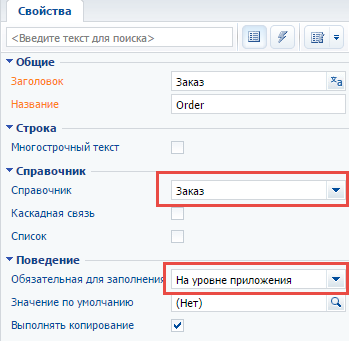 Свойства
<Введите текст для поиска>
Общие
Заголовок Заказ
Название Order
Строка
Многострочный текст
Справочник
Справочник Заказ
Каскадная связь
Список
Поведение
Обязательная для заполнения На уровне приложения
Значение по умолчанию (Нет)
Выполнять копирование